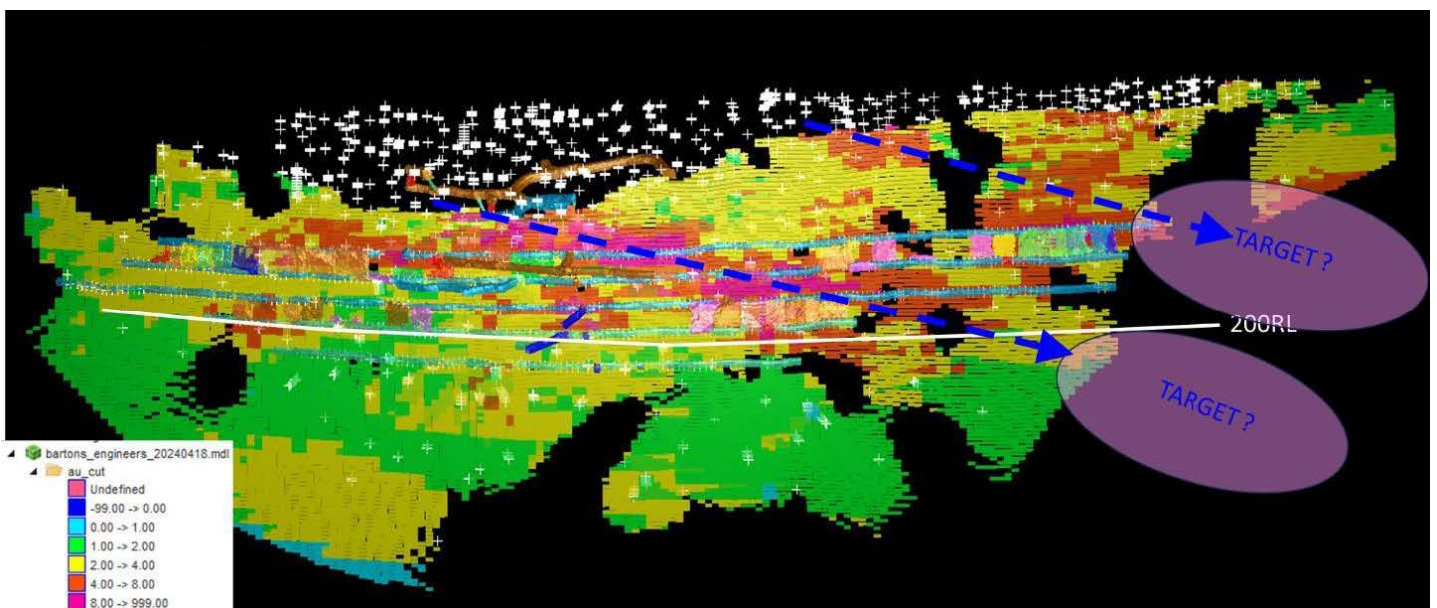 TARGET ?
200RL
TARGET ?
bartons_engineers_20240418.mdl
au_cut
Undefined
-99.00 -> 0.00
0.00 -> 1.00
1.00 -> 2.00
2.00 -> 4.00
4.00 -> 8.00
8.00 -> 999.00